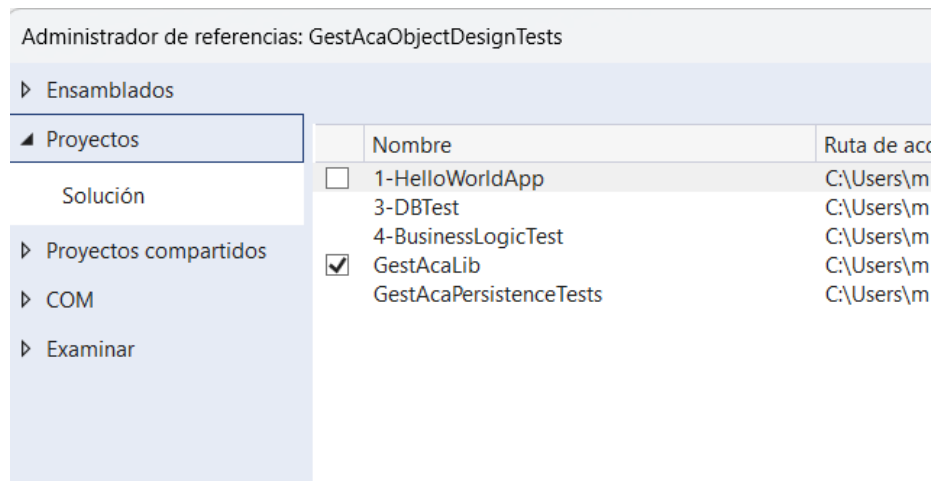 Administrador de referencias: GestAcaObjectDesignTests
Ensamblados
Proyectos
Solución
Proyectos compartidos
COM
Examinar
Nombre Ruta de acc
1-HelloWorldApp C:\Users\m
3-DBTest C:\Users\m
4-BusinessLogicTest C:\Users\m
GestAcaLib C:\Users\m
GestAcaPersistenceTests C:\Users\m